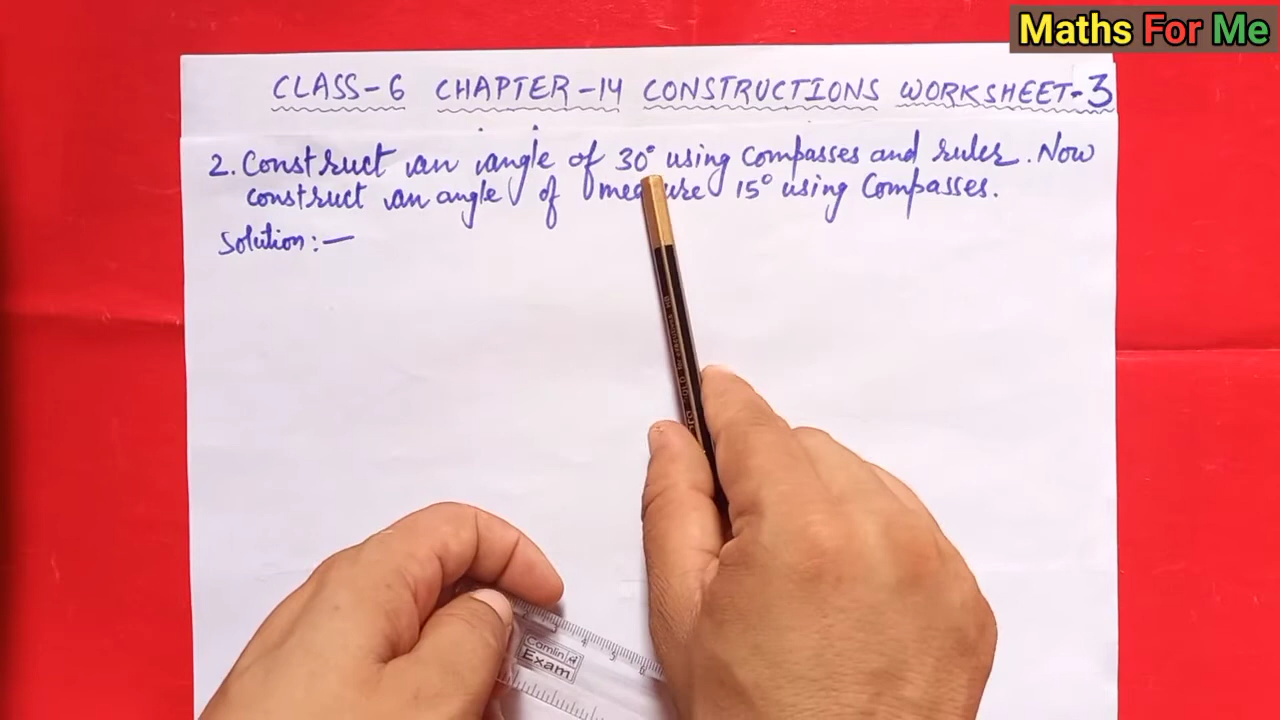 Maths For Me
CLASS-6 CHAPTER-14 CONSTRUCTIONS WORKSHEET-3
2. Construct an angle of 30° using Compasses and ruler. Now
construct an angle of measure 15° using Compasses.
Solution:—
Camlin
Exam